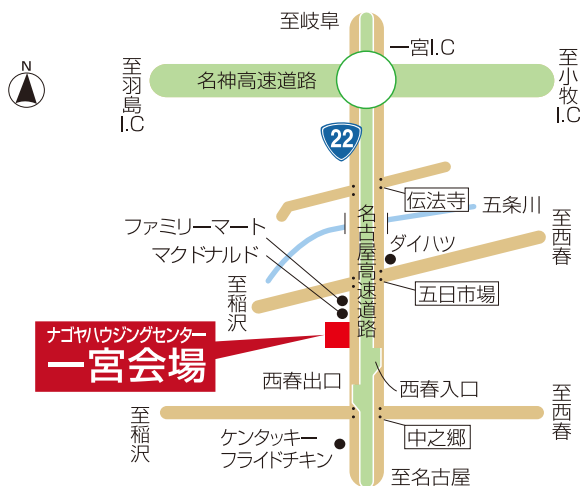 至岐阜
一宮I.C
N
至羽島I.C
名神高速道路
至小牧I.C
22
伝法寺
五条川
至西春
名古屋高速道路
ファミリーマート
マクドナルド
ダイハツ
至稲沢
五日市場
ナゴヤハウジングセンター
一宮会場
西春出口
西春入口
至稲沢
至西春
中之郷
ケンタッキー
フライドチキン
至名古屋